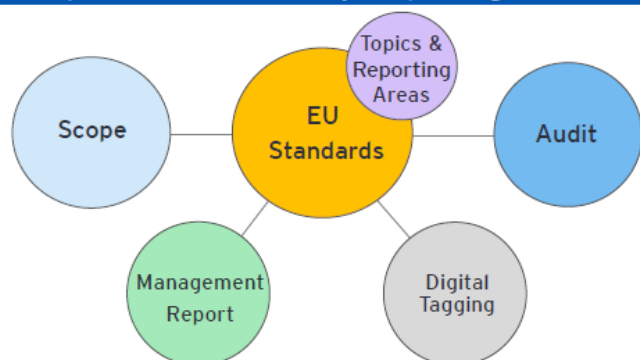 Topics &
Reporting
Areas
EU
Standards
Scope
Audit
Management
Report
Digital
Tagging